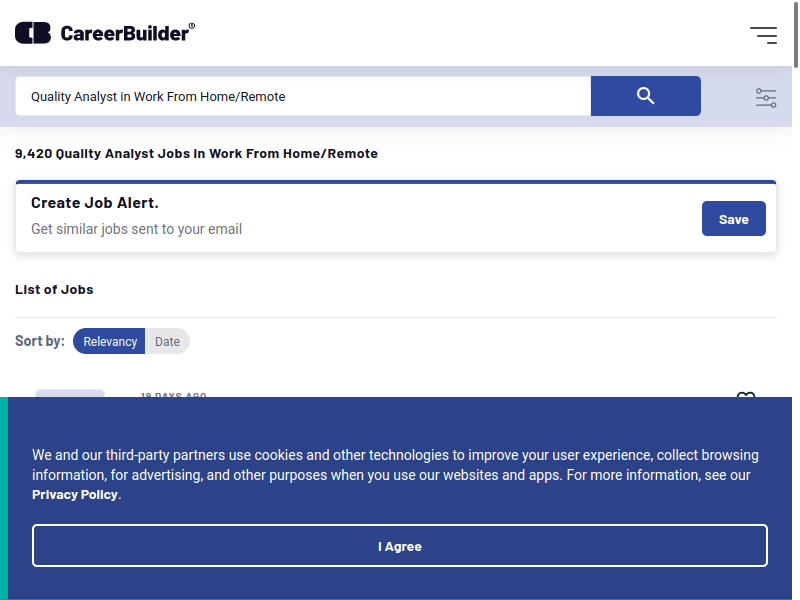 CareerBuilder®
Quality Analyst in Work From Home/Remote
9,420 Quality Analyst Jobs in Work From Home/Remote
Create Job Alert.
Get similar jobs sent to your email
Save
List of Jobs
Sort by: Relevancy Date
19 DAYS AGO
We and our third-party partners use cookies and other technologies to improve your user experience, collect browsing
information, for advertising, and other purposes when you use our websites and apps. For more information, see our
Privacy Policy.
I Agree